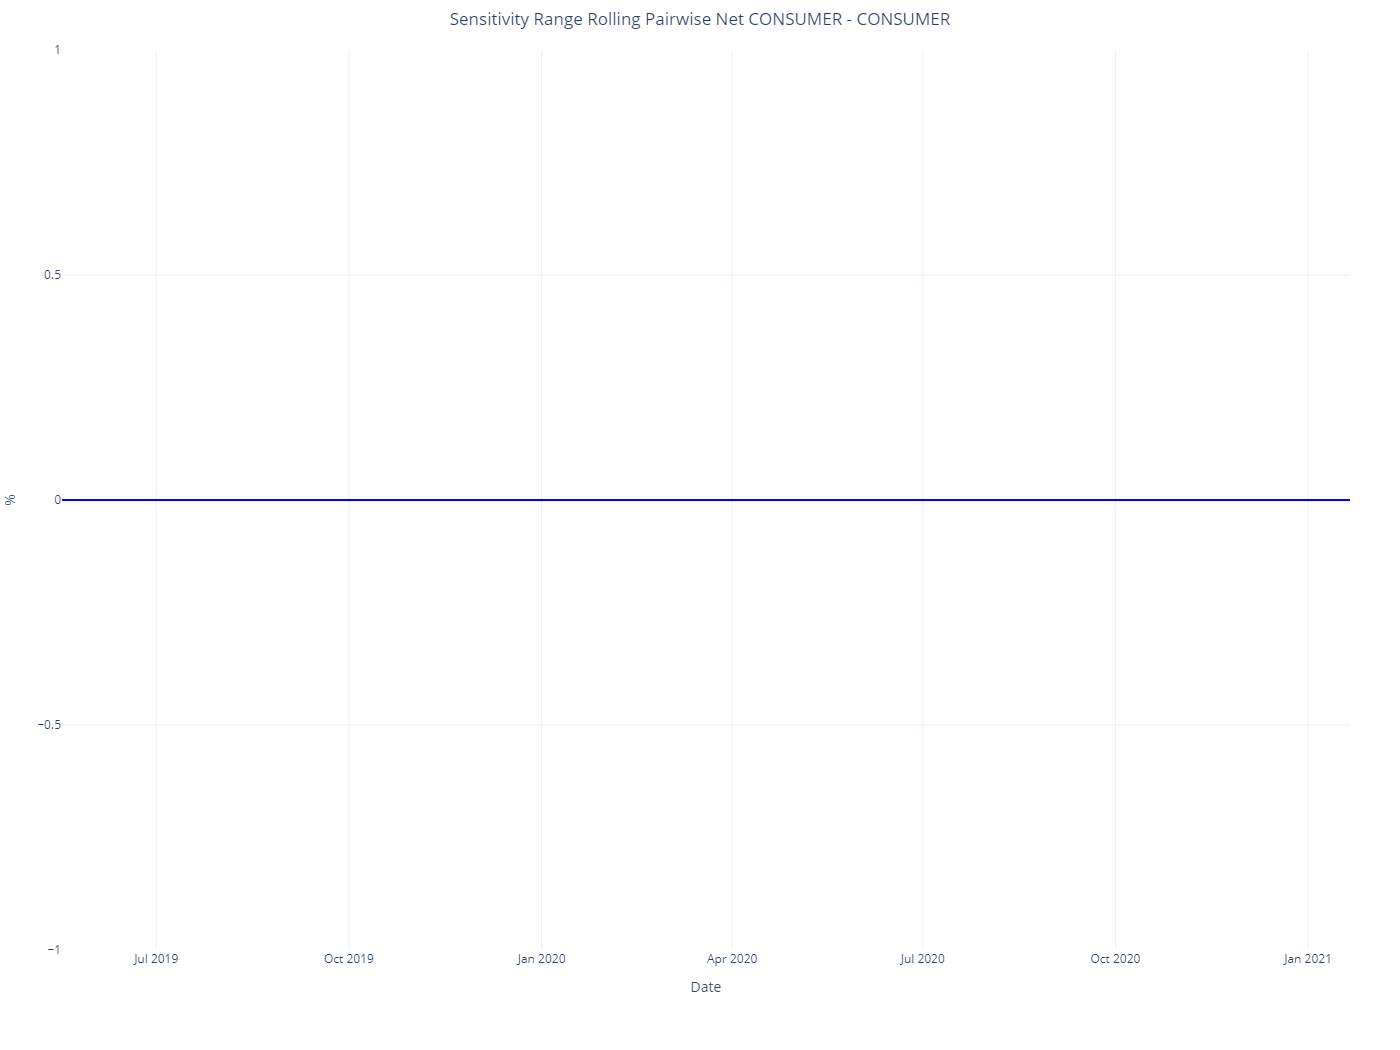 Sensitivity Range Rolling Pairwise Net CONSUMER - CONSUMER
1
0.5
0
−0.5
−1
%
Jul 2019
Oct 2019
Jan 2020
Apr 2020
Jul 2020
Oct 2020
Jan 2021
Date